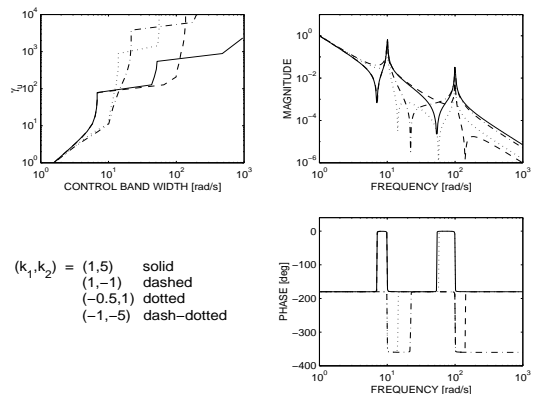 10^4
10^3
10^2
10^1
10^0
γ_u
10^0 10^1 10^2 10^3
CONTROL BAND WIDTH [rad/s]
10^0
10^-2
10^-4
10^-6
MAGNITUDE
10^0 10^1 10^2 10^3
FREQUENCY [rad/s]
(k_1,k_2) = (1,5) solid
(1,-1) dashed
(-0.5,1) dotted
(-1,-5) dash-dotted
0
-100
-200
-300
-400
PHASE [deg]
10^0 10^1 10^2 10^3
FREQUENCY [rad/s]